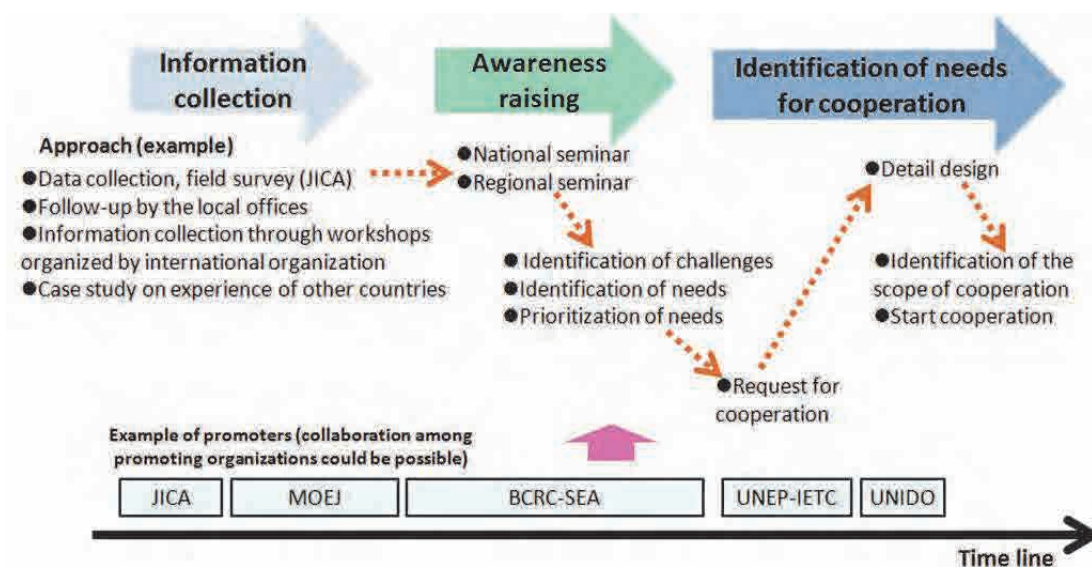 Information
collection
Awareness
raising
Identification of needs
for cooperation
Approach (example)
●Data collection, field survey (JICA)
●Follow-up by the local offices
●Information collection through workshops
organized by international organization
●Case study on experience of other countries
●National seminar
●Regional seminar
●Identification of challenges
●Identification of needs
●Prioritization of needs
●Request for
cooperation
●Detail design
●Identification of the
scope of cooperation
●Start cooperation
Example of promoters (collaboration among
promoting organizations could be possible)
JICA
MOEJ
BCRC-SEA
UNEP-IETC
UNIDO
Time line